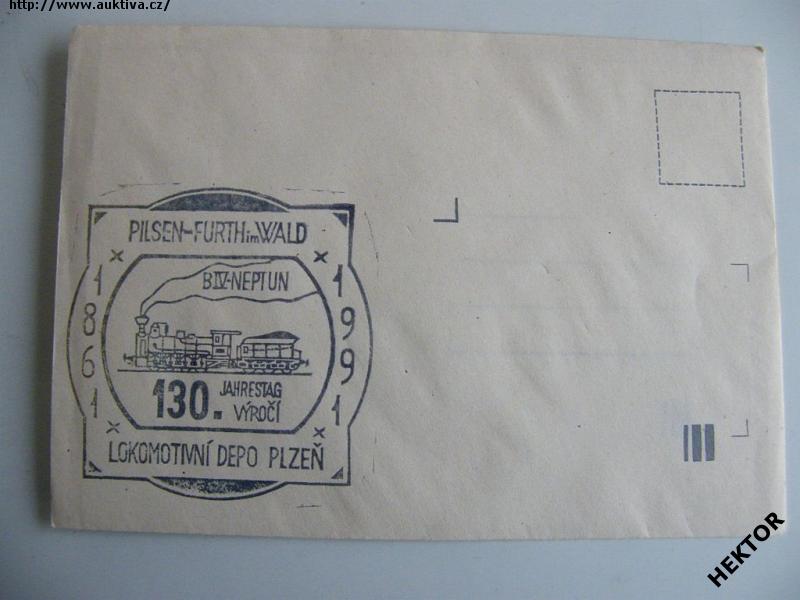 http://www.auktiva.cz/
PILSEN-FURTH im WALD
1861
1991
BIV-NEPTUN
130. JAHRESTAG
VÝROČÍ
LOKOMOTIVNÍ DEPO PLZEŇ
HEKTOR